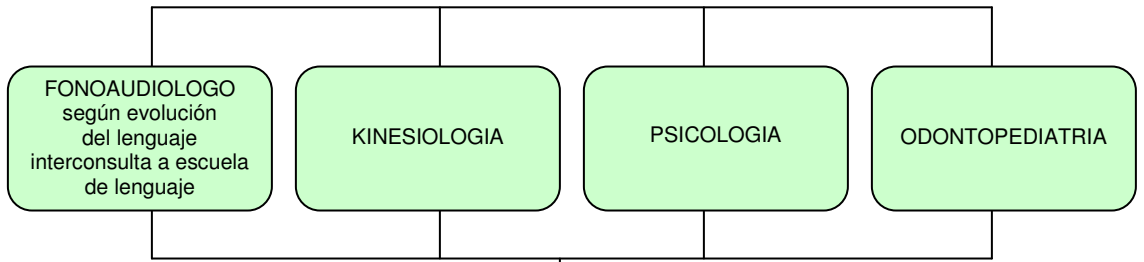 FONOAUDIOLOGO
según evolución
del lenguaje
interconsulta a escuela
de lenguaje
KINESIOLOGIA
PSICOLOGIA
ODONTOPEDIATRIA